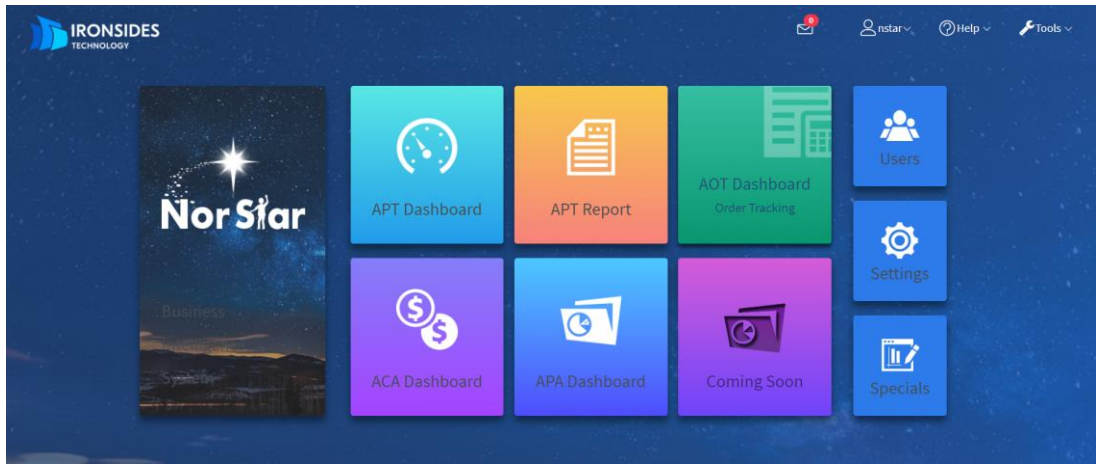 IRONSIDES
TECHNOLOGY
0
nstar
Help
Tools
Nor Star
Business
System
APT Dashboard
APT Report
AOT Dashboard
Order Tracking
Users
Settings
ACA Dashboard
APA Dashboard
Coming Soon
Specials